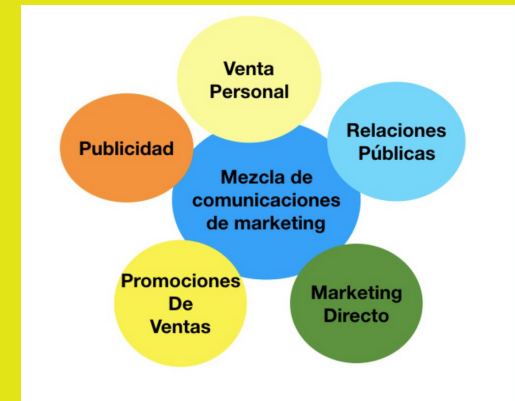 Venta
Personal
Publicidad
Relaciones
Públicas
Mezcla de
comunicaciones
de marketing
Promociones
De
Ventas
Marketing
Directo